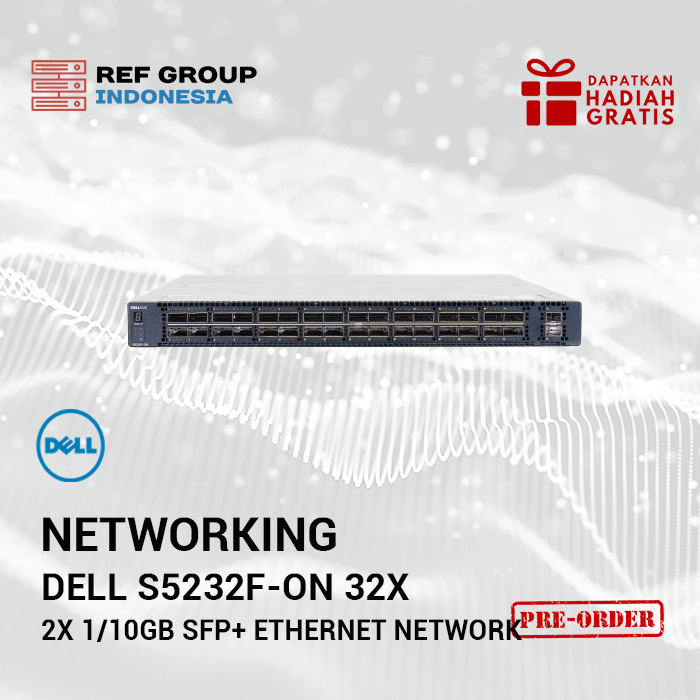 REF GROUP
INDONESIA
DAPATKAN
HADIAH
GRATIS
DELL
NETWORKING
DELL S5232F-ON 32X
2X 1/10GB SFP+ ETHERNET NETWORK
PRE-ORDER